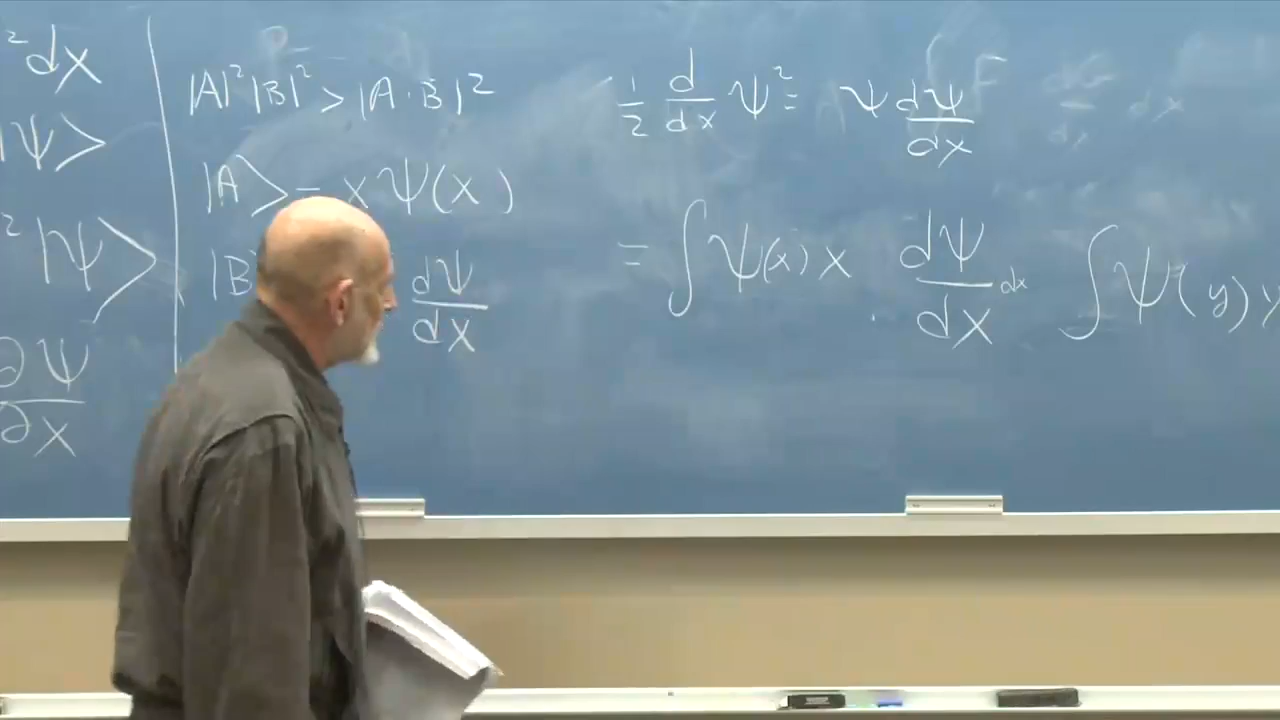 ²dx
|ψ>
²|ψ>
∂ψ/∂x
|A|²|B|² > |A·B|²
|A> = xψ(x)
|B
dψ/dx
1/2 d/dx ψ² = ψ dψ/dx
= ∫ψ(x) x dψ/dx dx ∫ψ(y) y